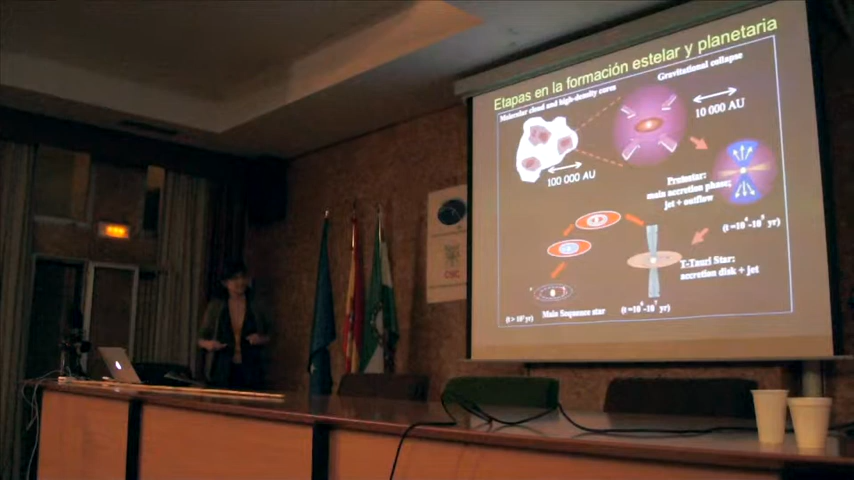 Etapas en la formación estelar y planetaria
Molecular cloud and high-density cores
Gravitational collapse
10 000 AU
100 000 AU
Protostar:
main accretion phase,
jet + outflow
T-Tauri Star:
accretion disk + jet
Main Sequence star
CSIC